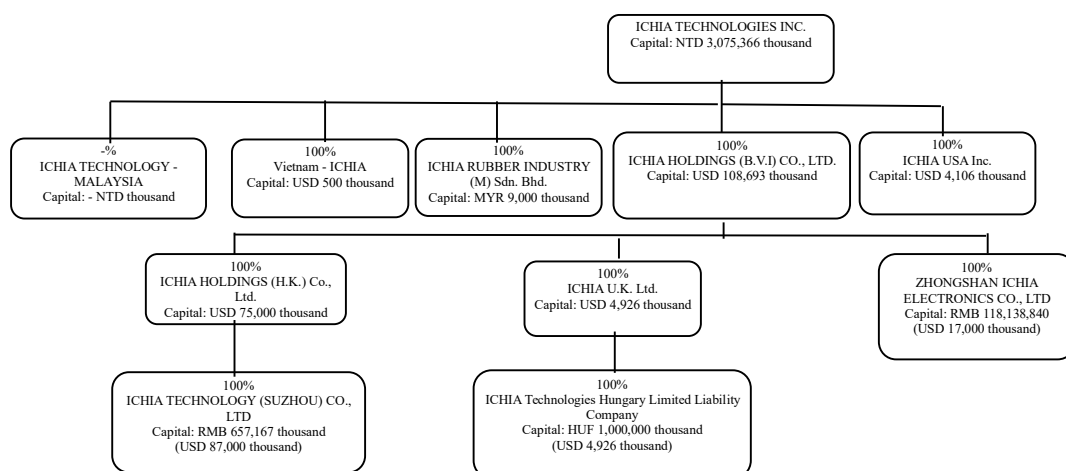 ICHIA TECHNOLOGIES INC.
Capital: NTD 3,075,366 thousand
-%
ICHIA TECHNOLOGY -
MALAYSIA
Capital: - NTD thousand
100%
Vietnam - ICHIA
Capital: USD 500 thousand
100%
ICHIA RUBBER INDUSTRY
(M) Sdn. Bhd.
Capital: MYR 9,000 thousand
100%
ICHIA HOLDINGS (B.V.I) CO., LTD.
Capital: USD 108,693 thousand
100%
ICHIA USA Inc.
Capital: USD 4,106 thousand
100%
ICHIA HOLDINGS (H.K.) Co.,
Ltd.
Capital: USD 75,000 thousand
100%
ICHIA U.K. Ltd.
Capital: USD 4,926 thousand
100%
ZHONGSHAN ICHIA
ELECTRONICS CO., LTD
Capital: RMB 118,138,840
(USD 17,000 thousand)
100%
ICHIA TECHNOLOGY (SUZHOU) CO.,
LTD
Capital: RMB 657,167 thousand
(USD 87,000 thousand)
100%
ICHIA Technologies Hungary Limited Liability
Company
Capital: HUF 1,000,000 thousand
(USD 4,926 thousand)